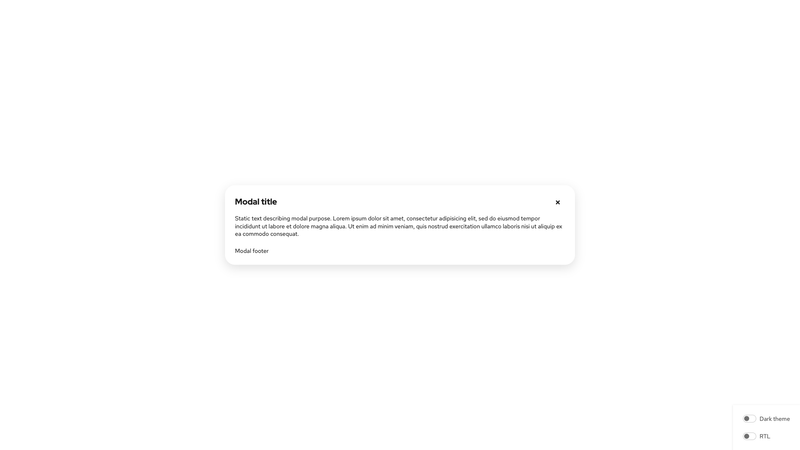 Modal title
Static text describing modal purpose. Lorem ipsum dolor sit amet, consectetur adipisicing elit, sed do eiusmod tempor
incididunt ut labore et dolore magna aliqua. Ut enim ad minim veniam, quis nostrud exercitation ullamco laboris nisi ut aliquip ex
ea commodo consequat.
Modal footer
Dark theme
RTL